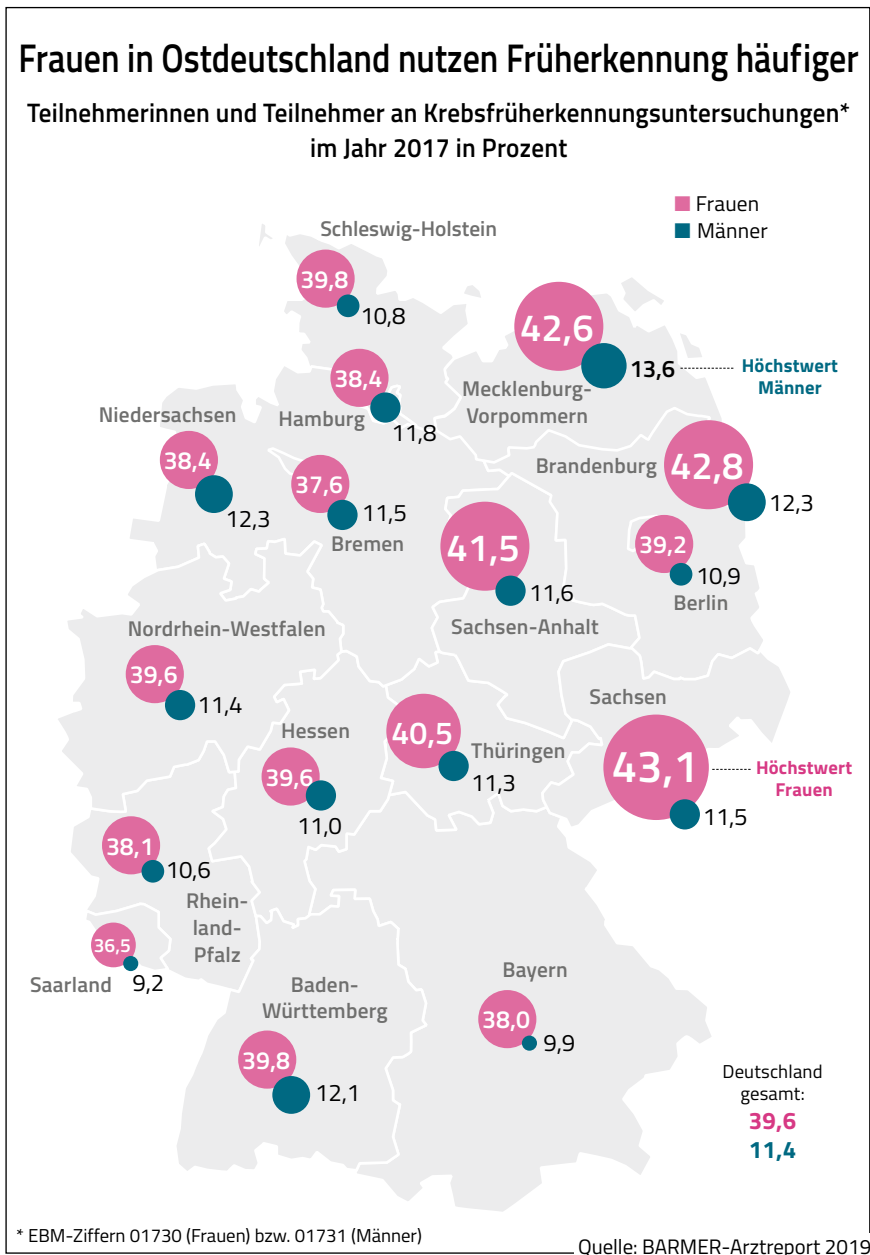 Frauen in Ostdeutschland nutzen Früherkennung häufiger
Teilnehmerinnen und Teilnehmer an Krebsfrüherkennungsuntersuchungen*
im Jahr 2017 in Prozent
Frauen
Männer
Schleswig-Holstein
39,8
10,8
42,6
13,6
Höchstwert
Männer
Mecklenburg-
Vorpommern
38,4
Hamburg
11,8
Niedersachsen
38,4
12,3
37,6
11,5
Bremen
Brandenburg
42,8
12,3
41,5
11,6
Sachsen-Anhalt
39,2
10,9
Berlin
Nordrhein-Westfalen
39,6
11,4
Hessen
39,6
11,0
40,5
Thüringen
11,3
Sachsen
43,1
11,5
Höchstwert
Frauen
38,1
10,6
Rhein-
land-
Pfalz
36,5
Saarland
9,2
Baden-
Württemberg
39,8
12,1
Bayern
38,0
9,9
Deutschland
gesamt:
39,6
11,4
* EBM-Ziffern 01730 (Frauen) bzw. 01731 (Männer)
Quelle: BARMER-Arztreport 2019